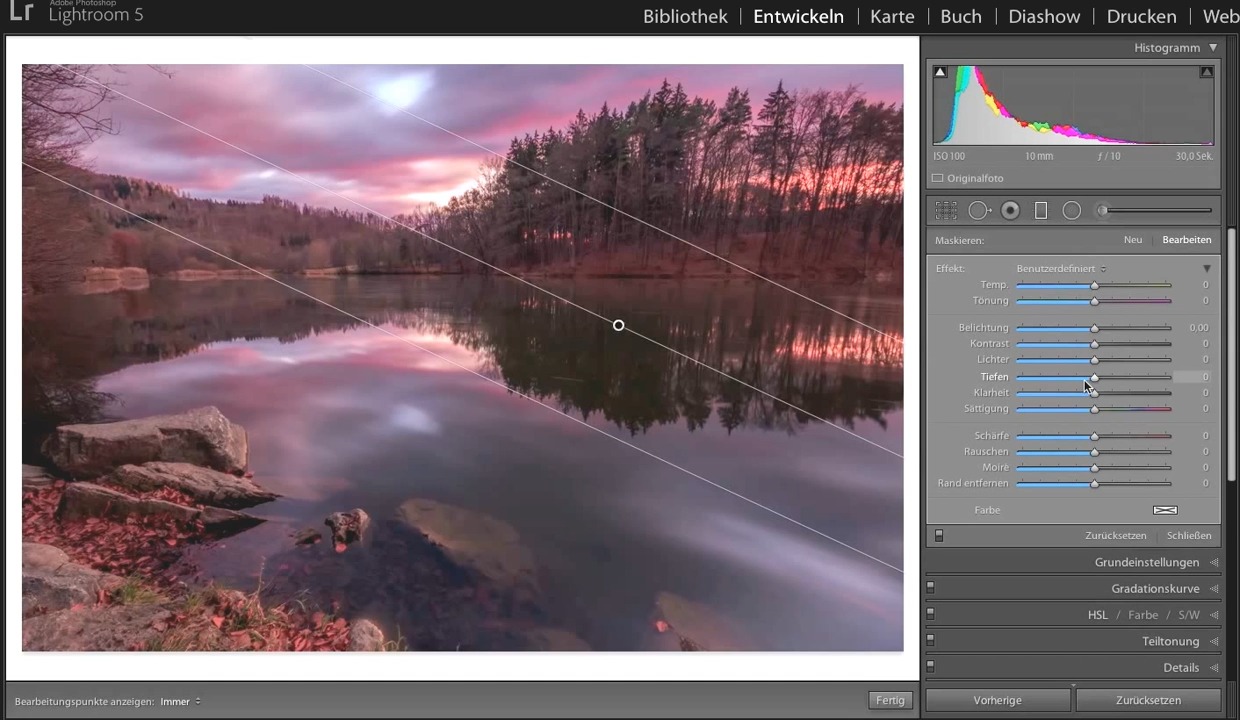 Lr Adobe Photoshop
Lightroom 5
Bibliothek | Entwickeln | Karte | Buch | Diashow | Drucken | Web
Histogramm
ISO 100 10 mm ƒ / 10 30,0 Sek.
Originalfoto
Maskieren: Neu | Bearbeiten
Effekt: Benutzerdefiniert
Temp. 0
Tönung 0
Belichtung 0,00
Kontrast 0
Lichter 0
Tiefen 0
Klarheit 0
Sättigung 0
Schärfe 0
Rauschen 0
Moiré 0
Rand entfernen 0
Farbe
Zurücksetzen Schließen
Grundeinstellungen
Gradationskurve
HSL / Farbe / S/W
Teiltonung
Details
Bearbeitungspunkte anzeigen: Immer
Fertig
Vorherige Zurücksetzen